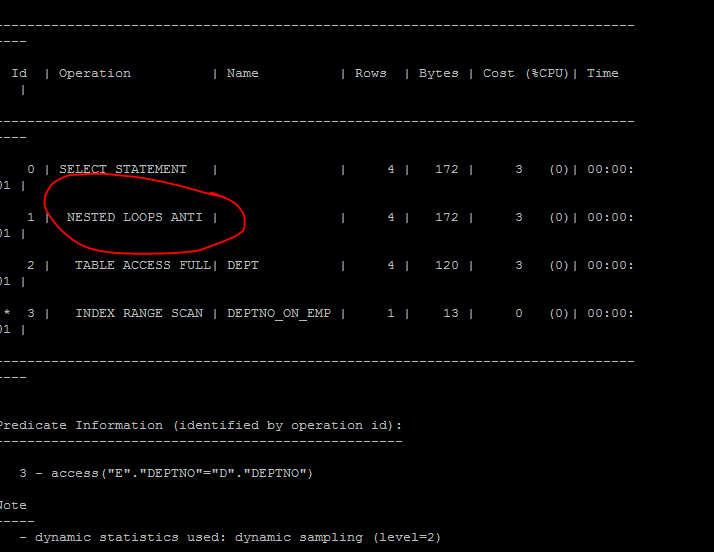 --------------------------------------------------------------------------------
----
Id  | Operation          | Name           | Rows  | Bytes | Cost (%CPU)| Time
|
--------------------------------------------------------------------------------
----
0 | SELECT STATEMENT   |                |     4 |   172 |     3   (0)| 00:00:
01 |
1 |  NESTED LOOPS ANTI |                |     4 |   172 |     3   (0)| 00:00:
01 |
2 |   TABLE ACCESS FULL| DEPT           |     4 |   120 |     3   (0)| 00:00:
01 |
* 3 |   INDEX RANGE SCAN | DEPTNO_ON_EMP |     1 |    13 |     0   (0)| 00:00:
01 |
--------------------------------------------------------------------------------
----
Predicate Information (identified by operation id):
---------------------------------------------------
3 - access("E"."DEPTNO"="D"."DEPTNO")
Note
-----
- dynamic statistics used: dynamic sampling (level=2)